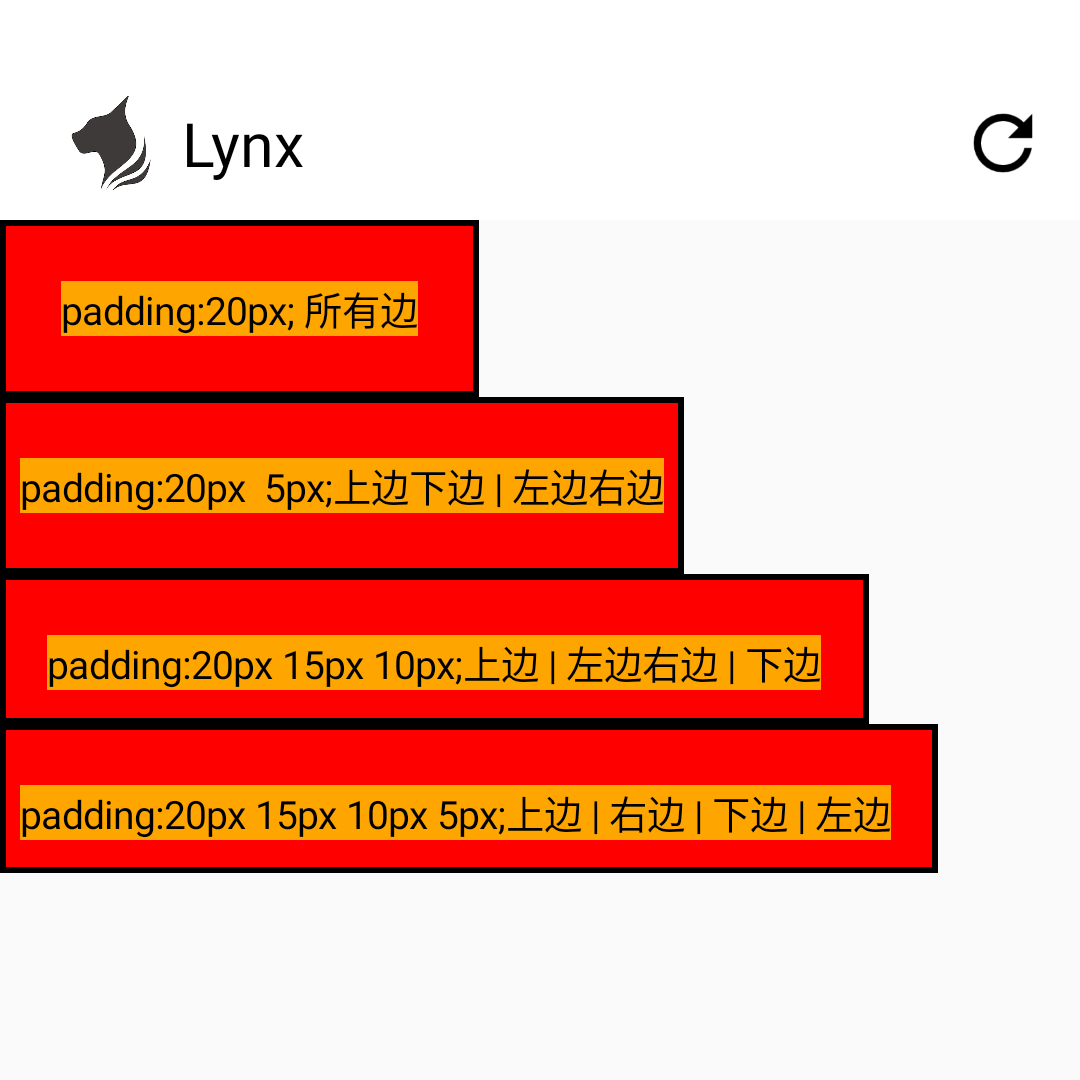 Lynx
padding:20px; 所有边
padding:20px  5px;上边下边 | 左边右边
padding:20px 15px 10px;上边 | 左边右边 | 下边
padding:20px 15px 10px 5px;上边 | 右边 | 下边 | 左边